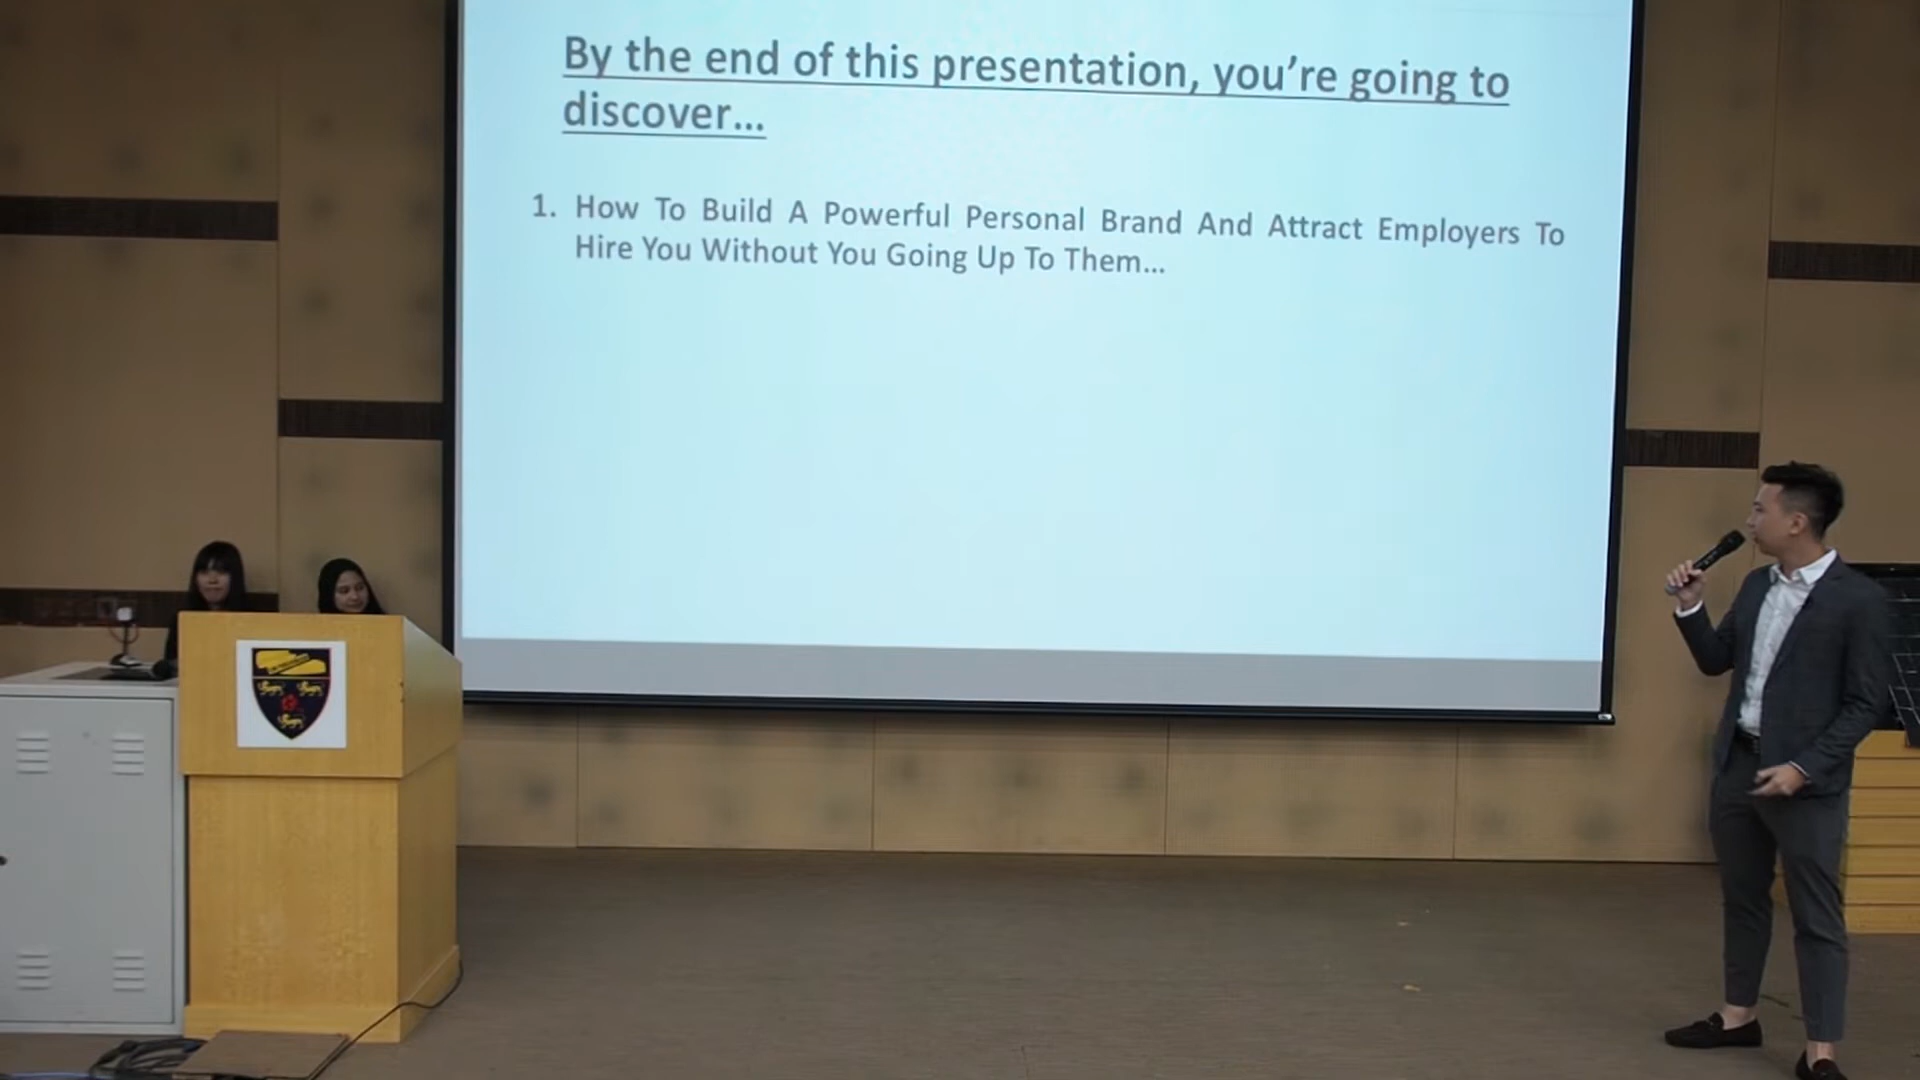 By the end of this presentation, you're going to
discover...
1. How To Build A Powerful Personal Brand And Attract Employers To
Hire You Without You Going Up To Them...